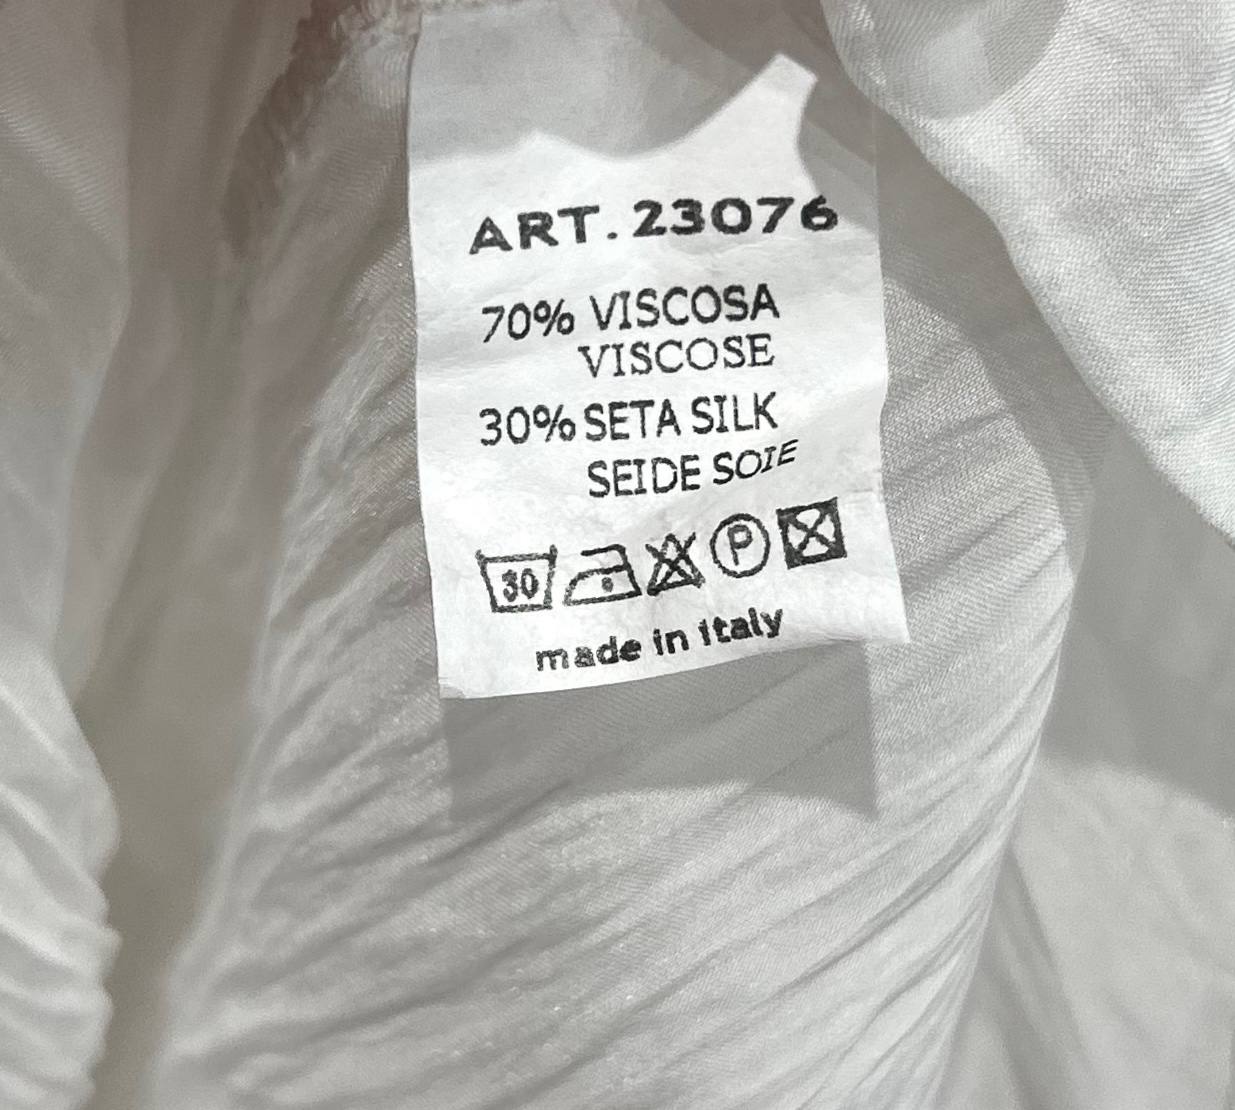 ART. 23076
70% VISCOSA
VISCOSE
30% SETA SILK
SEIDE SOIE
30 P
made in italy